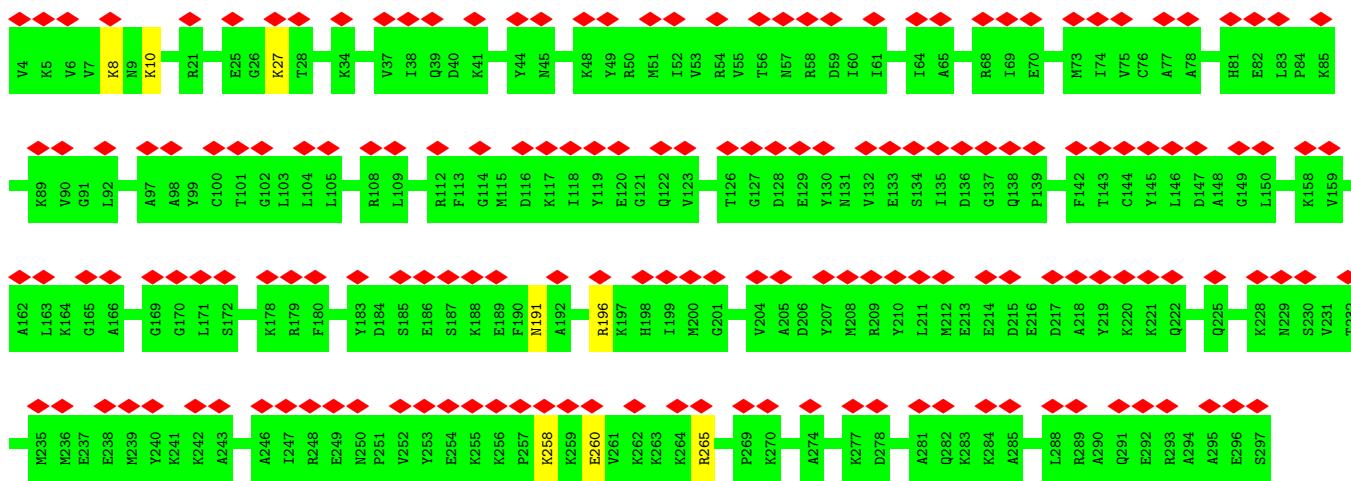 V4 K5 V6 V7 K8 N9 K10 R21 E25 G26 K27 T28 K34 V37 I38 Q39 D40 K41 Y44 N45 K48 Y49 R50 M51 I52 V53 R54 V55 T56 N57 R58 D59 I60 I61 I64 A65 R68 I69 E70 M73 I74 V75 C76 A77 A78 H81 E82 L83 P84 K85
K89 V90 G91 L92 A97 A98 Y99 C100 T101 G102 L103 L104 L105 R108 L109 R112 F113 G114 M115 D116 K117 I118 Y119 E120 G121 Q122 V123 T126 G127 D128 E129 Y130 N131 V132 E133 S134 I135 D136 G137 Q138 P139 F142 T143 C144 Y145 L146 D147 A148 G149 L150 K158 V159
A162 L163 K164 G165 A166 G169 G170 L171 S172 K178 R179 F180 Y183 D184 S185 E186 S187 K188 E189 F190 N191 A192 R196 K197 H198 I199 M200 G201 V204 A205 D206 Y207 M208 R209 Y210 L211 M212 E213 E214 D215 E216 D217 A218 Y219 K220 K221 Q222 Q225 K228 N229 S230 V231 T232
M235 M236 E237 E238 M239 Y240 K241 K242 A243 A246 I247 R248 E249 N250 P251 V252 Y253 E254 K255 K256 P257 K258 K259 E260 V261 K262 K263 K264 R265 P269 K270 A274 K277 D278 A281 Q282 K283 K284 A285 L288 R289 A290 Q291 E292 R293 A294 A295 E296 S297